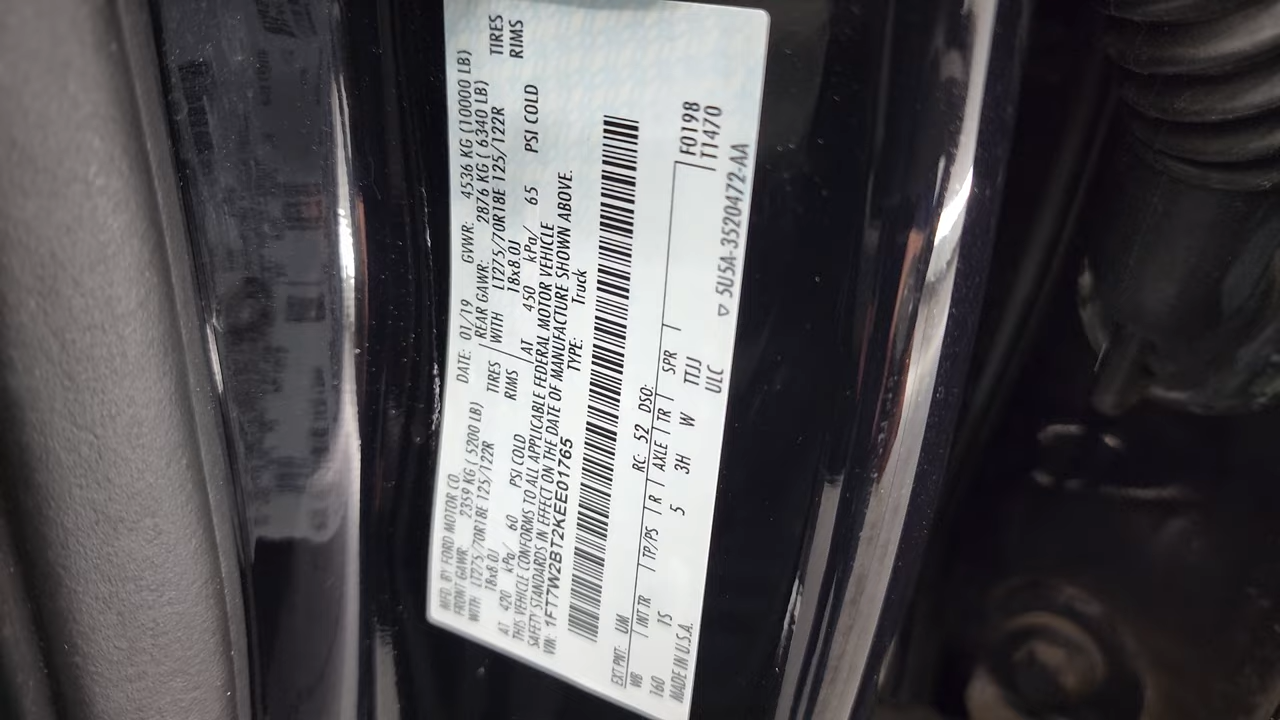 MFD. BY FORD MOTOR CO.
DATE: 01/19 GVWR: 4536 KG (10000 LB)
FRONT GAWR: 2359 KG ( 5200 LB)
REAR GAWR: 2876 KG ( 6340 LB)
WITH LT275/70R18E 125/122R TIRES
WITH LT275/70R18E 125/122R TIRES
18x8.0J RIMS
18x8.0J RIMS
AT 420 kPa/ 60 PSI COLD
AT 450 kPa/ 65 PSI COLD
THIS VEHICLE CONFORMS TO ALL APPLICABLE FEDERAL MOTOR VEHICLE
SAFETY STANDARDS IN EFFECT ON THE DATE OF MANUFACTURE SHOWN ABOVE.
VIN: 1FT7W2BT2KEE01765 TYPE: Truck
EXT PNT: UM RC: 52 DSO: F0198
WB INT TR TP/PS R AXLE TR SPR T1470
160 TS 5 3H W TTJJ
MADE IN U.S.A. ULC ▽ 5U5A-3520472-AA